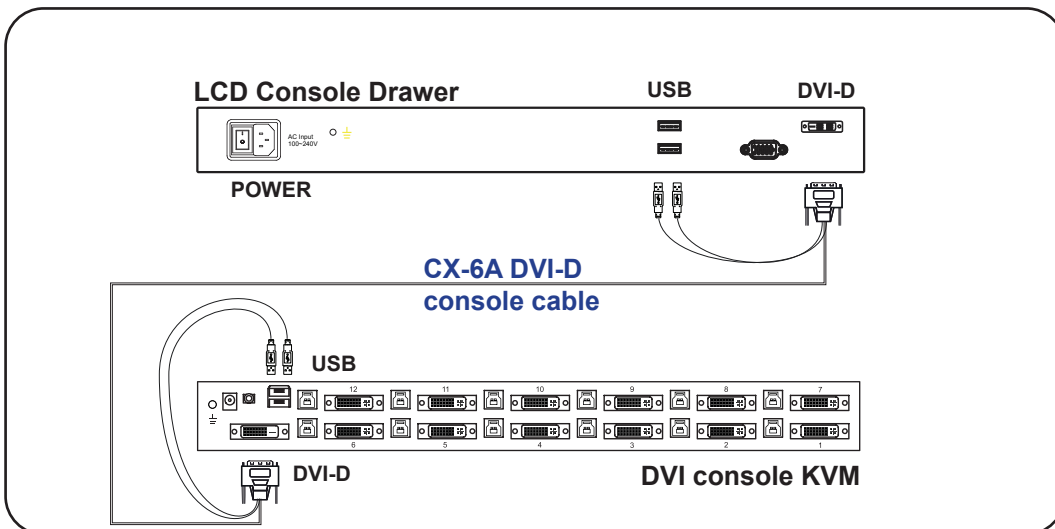 LCD Console Drawer
USB
DVI-D
AC Input
100~240V
POWER
CX-6A DVI-D
console cable
USB
12
11
10
9
8
7
6
5
4
3
2
1
DVI-D
DVI console KVM